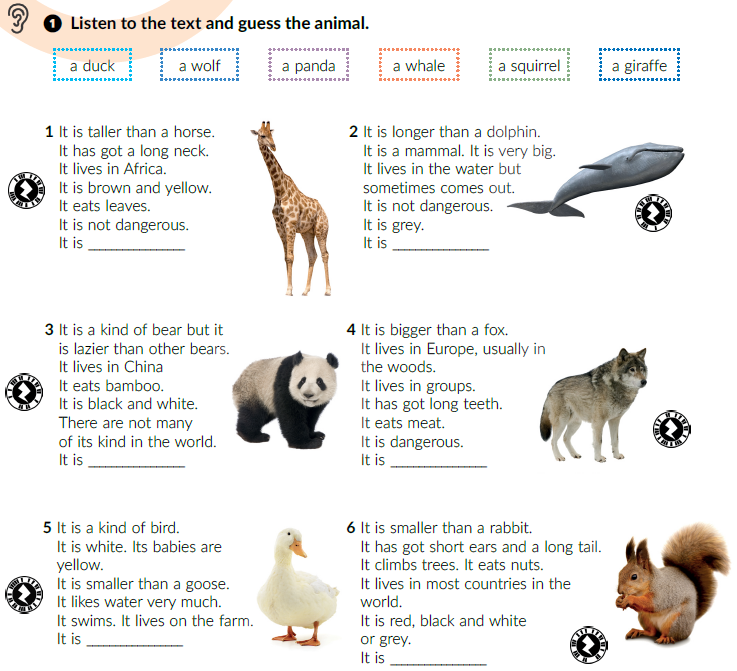 1 Listen to the text and guess the animal.
a duck
a wolf
a panda
a whale
a squirrel
a giraffe
1 It is taller than a horse.
It has got a long neck.
It lives in Africa.
It is brown and yellow.
It eats leaves.
It is not dangerous.
It is _______________
2 It is longer than a dolphin.
It is a mammal. It is very big.
It lives in the water but
sometimes comes out.
It is not dangerous.
It is grey.
It is _______________
3 It is a kind of bear but it
is lazier than other bears.
It lives in China
It eats bamboo.
It is black and white.
There are not many
of its kind in the world.
It is _______________
4 It is bigger than a fox.
It lives in Europe, usually in
the woods.
It lives in groups.
It has got long teeth.
It eats meat.
It is dangerous.
It is _______________
5 It is a kind of bird.
It is white. Its babies are
yellow.
It is smaller than a goose.
It likes water very much.
It swims. It lives on the farm.
It is _______________
6 It is smaller than a rabbit.
It has got short ears and a long tail.
It climbs trees. It eats nuts.
It lives in most countries in the
world.
It is red, black and white
or grey.
It is _______________